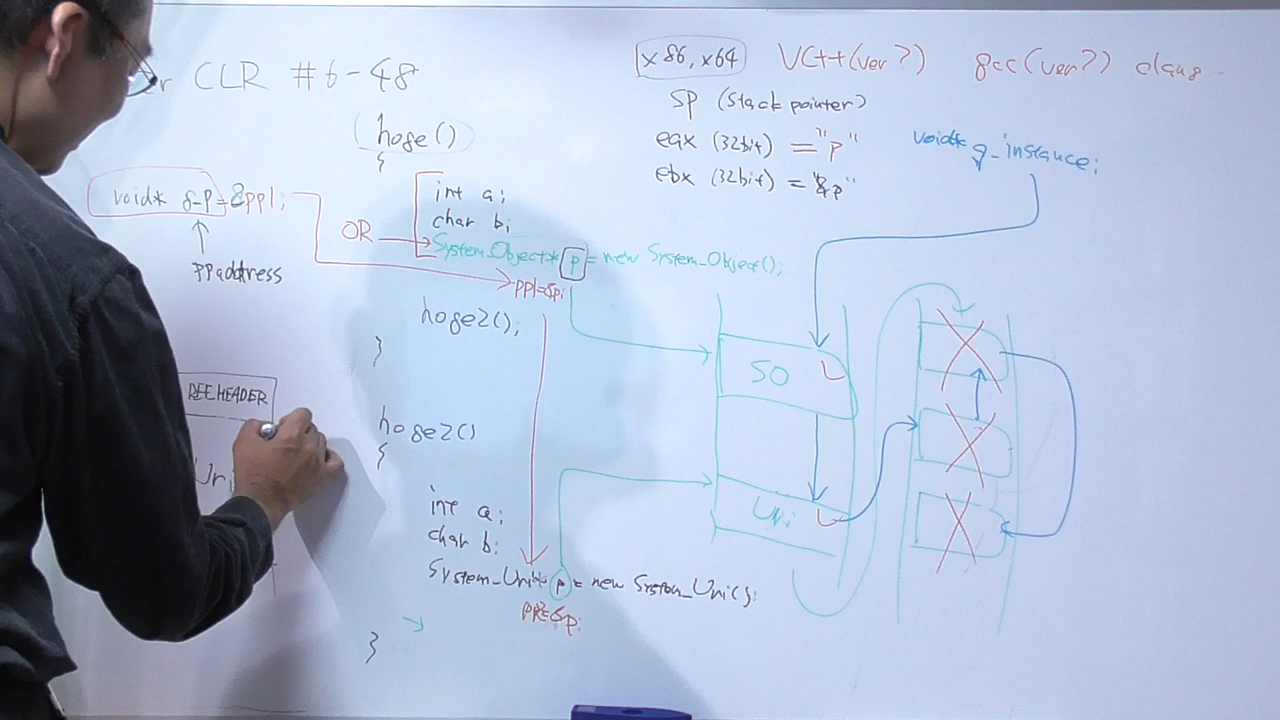 CLR #6-48
x86, x64 VC++(ver?) gcc(ver?) clang
SP (Stack pointer)
eax (32bit) = "p"
ebx (32bit) = "&p"
void* g_instance;
hoge()
{
void* g_p = &pp1;
PPaddress
OR
int a;
char b;
System_Object* p = new System_Object();
pp1=&p;
hoge2();
}
REEHEADER
hoge2()
{
int a;
char b;
System_Uni* p = new System_Uni();
pp2=&p;
}
SO
Uni